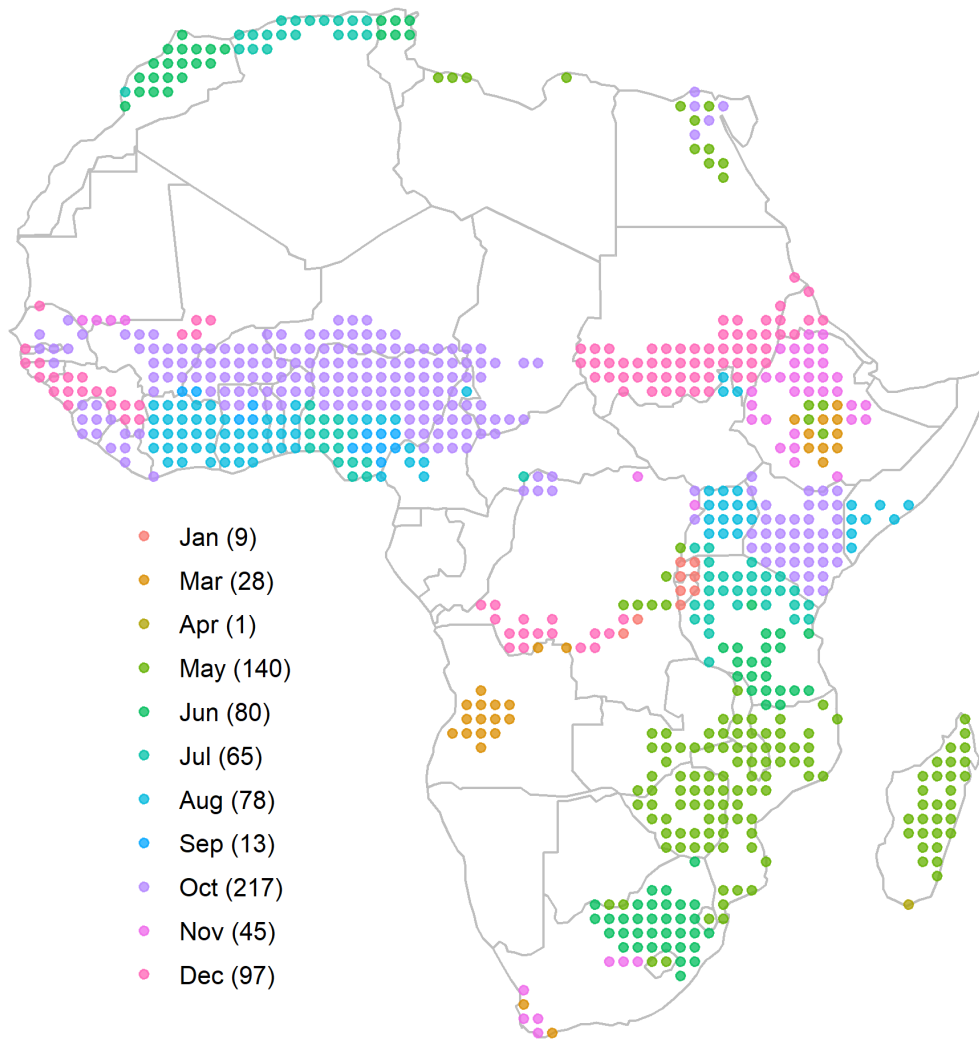 Jan (9)
Mar (28)
Apr (1)
May (140)
Jun (80)
Jul (65)
Aug (78)
Sep (13)
Oct (217)
Nov (45)
Dec (97)